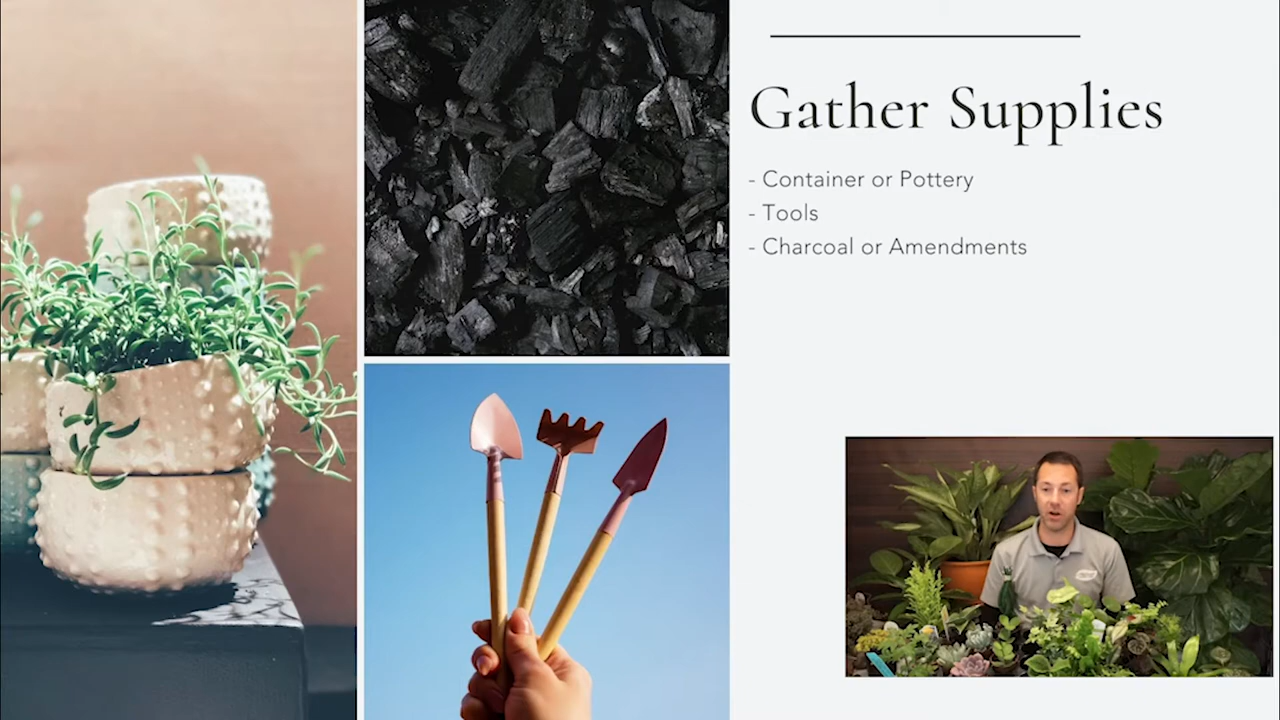 Gather Supplies
- Container or Pottery
- Tools
- Charcoal or Amendments